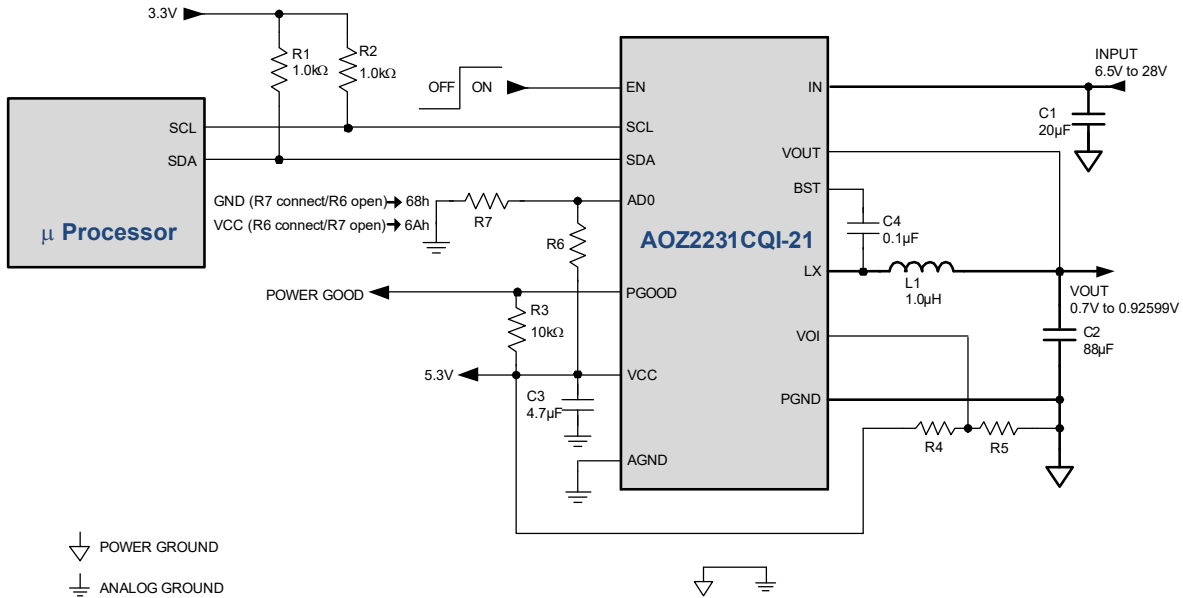 3.3V
R1
1.0kΩ
R2
1.0kΩ
OFF
ON
μ Processor
SCL
SDA
GND (R7 connect/R6 open)→ 68h
VCC (R6 connect/R7 open)→ 6Ah
R7
R6
POWER GOOD
R3
10kΩ
5.3V
C3
4.7μF
AOZ2231CQI-21
EN
SCL
SDA
AD0
PGOOD
VCC
AGND
IN
VOUT
BST
LX
VOI
PGND
INPUT
6.5V to 28V
C1
20μF
C4
0.1μF
L1
1.0μH
VOUT
0.7V to 0.92599V
C2
88μF
R4
R5
POWER GROUND
ANALOG GROUND